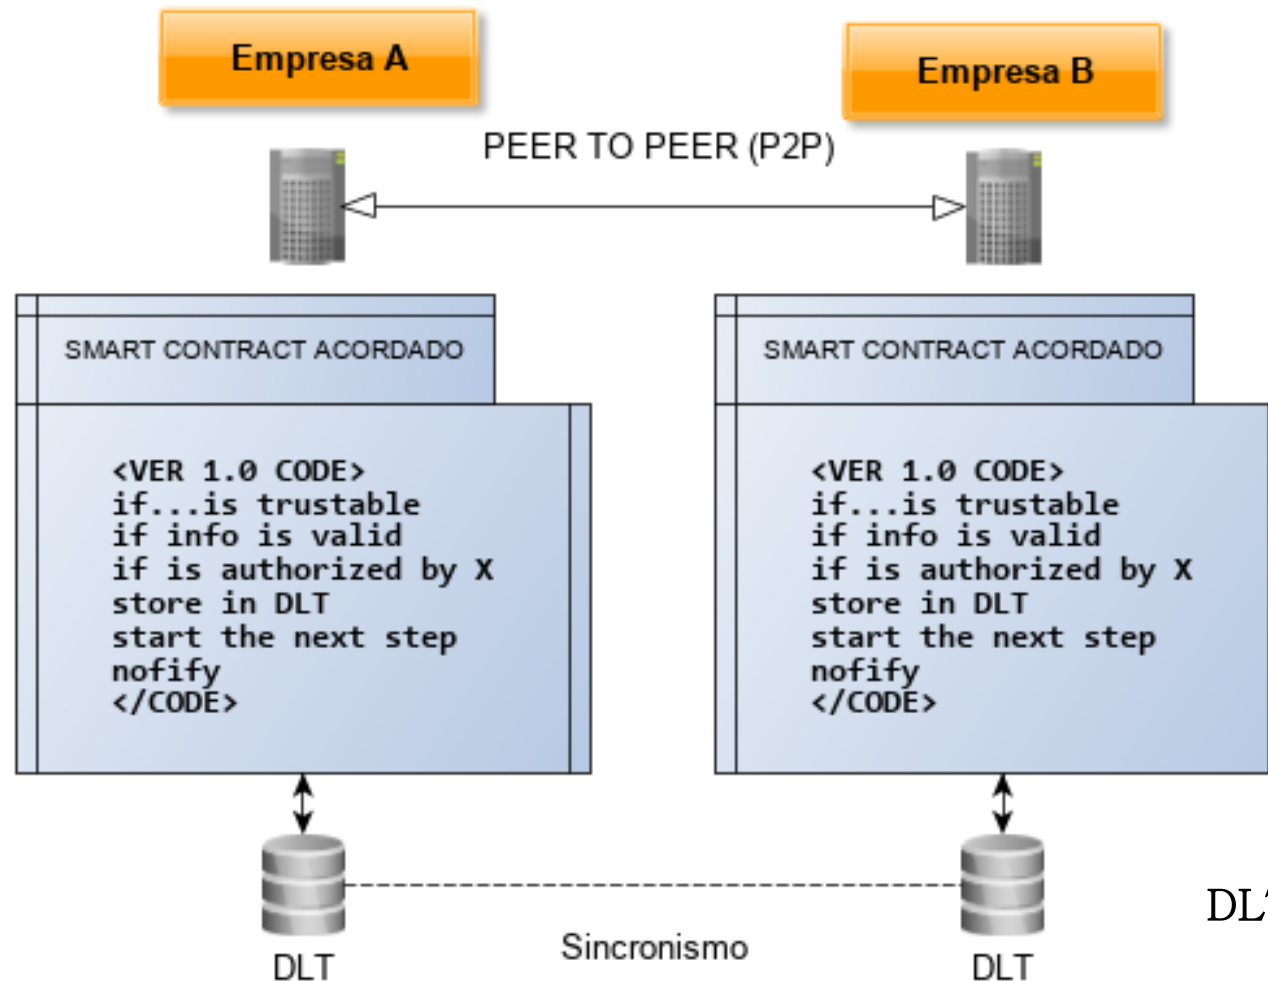 Empresa A
Empresa B
PEER TO PEER (P2P)
SMART CONTRACT ACORDADO
<VER 1.0 CODE>
if...is trustable
if info is valid
if is authorized by X
store in DLT
start the next step
nofify
</CODE>
SMART CONTRACT ACORDADO
<VER 1.0 CODE>
if...is trustable
if info is valid
if is authorized by X
store in DLT
start the next step
nofify
</CODE>
DLT
Sincronismo
DLT